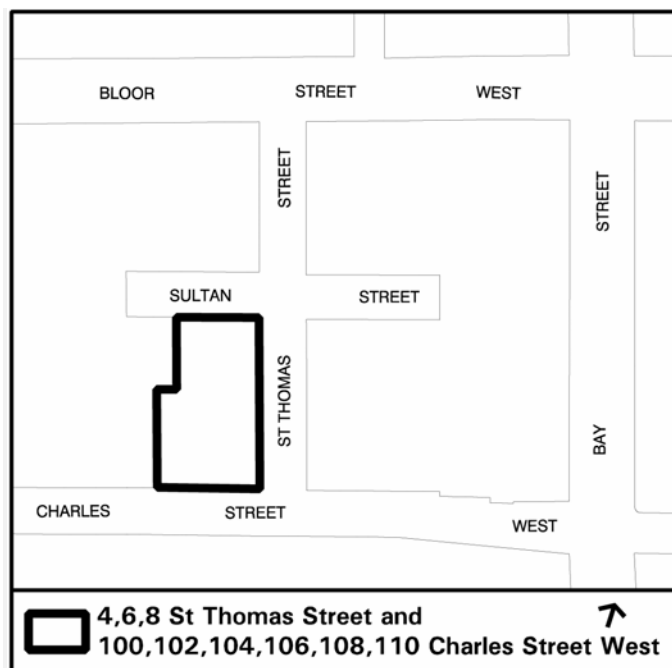 BLOOR STREET WEST
STREET
STREET
SULTAN STREET
ST THOMAS
BAY
CHARLES STREET WEST
4,6,8 St Thomas Street and
100,102,104,106,108,110 Charles Street West